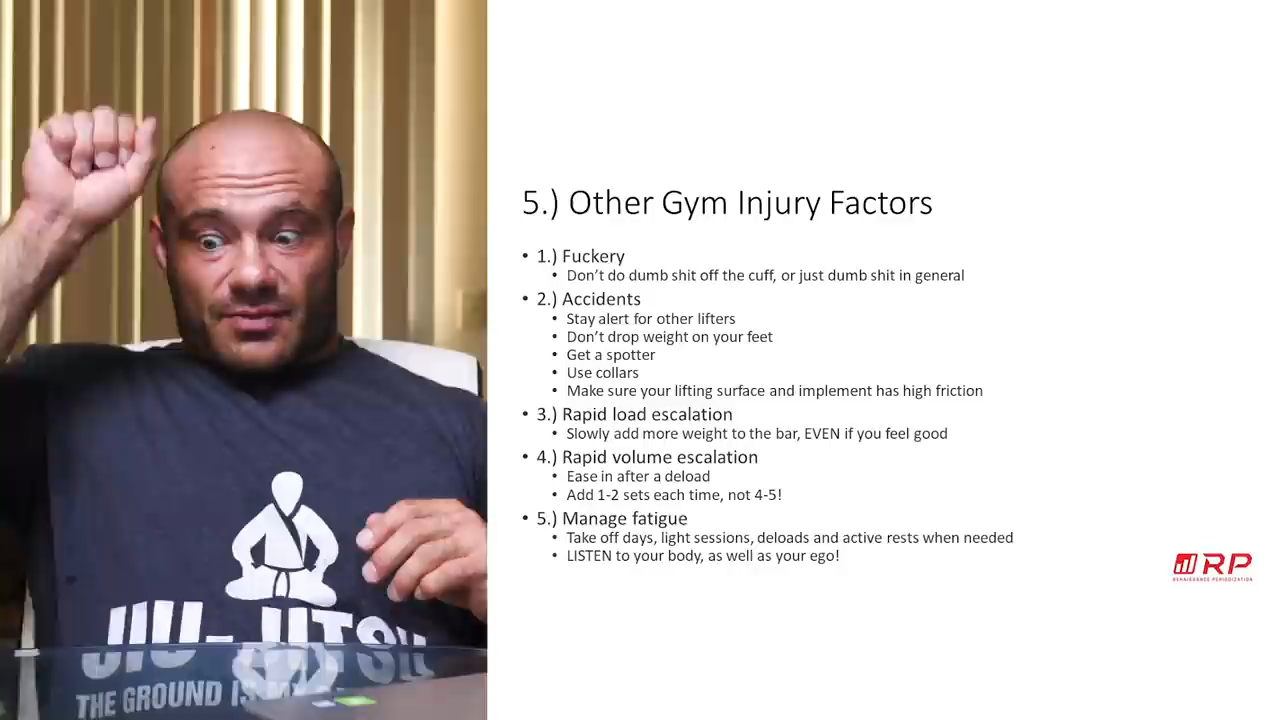 5.) Other Gym Injury Factors
• 1.) Fuckery
• Don't do dumb shit off the cuff, or just dumb shit in general
• 2.) Accidents
• Stay alert for other lifters
• Don't drop weight on your feet
• Get a spotter
• Use collars
• Make sure your lifting surface and implement has high friction
• 3.) Rapid load escalation
• Slowly add more weight to the bar, EVEN if you feel good
• 4.) Rapid volume escalation
• Ease in after a deload
• Add 1-2 sets each time, not 4-5!
• 5.) Manage fatigue
• Take off days, light sessions, deloads and active rests when needed
• LISTEN to your body, as well as your ego!
RP
RENAISSANCE PERIODIZATION
JIU-JITSU
THE GROUND IS MY